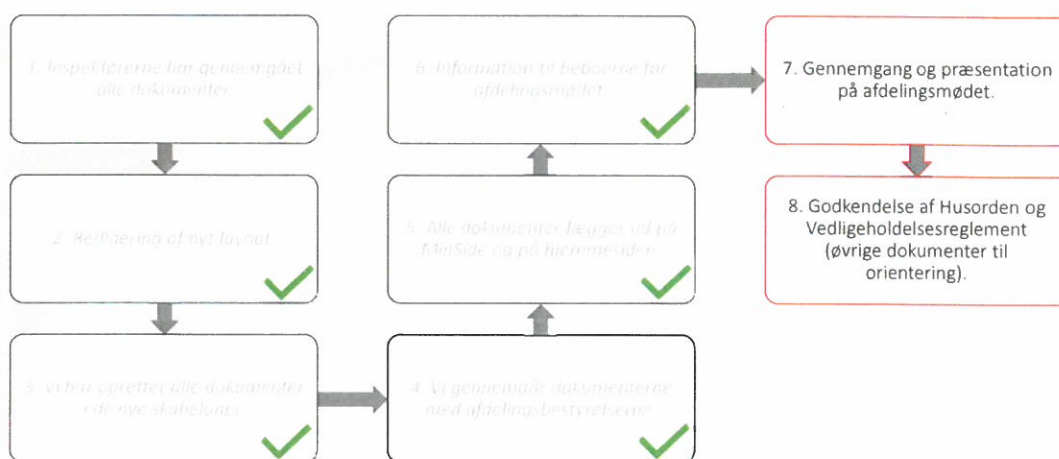 1. Inspektørerne har gennemgået
alle dokumenter.
2. Redigering af nyt layout
3. Vi har oprettet alle dokumenter
i de nye skabeloner.
4. Vi gennemgår dokumenterne
med afdelingsbestyrelserne.
5. Alle dokumenter lægges ud på
MinSide og på hjemmesiden.
6. Information til beboerne før
afdelingsmødet.
7. Gennemgang og præsentation
på afdelingsmødet.
8. Godkendelse af Husorden og
Vedligeholdelsesreglement
(øvrige dokumenter til
orientering).